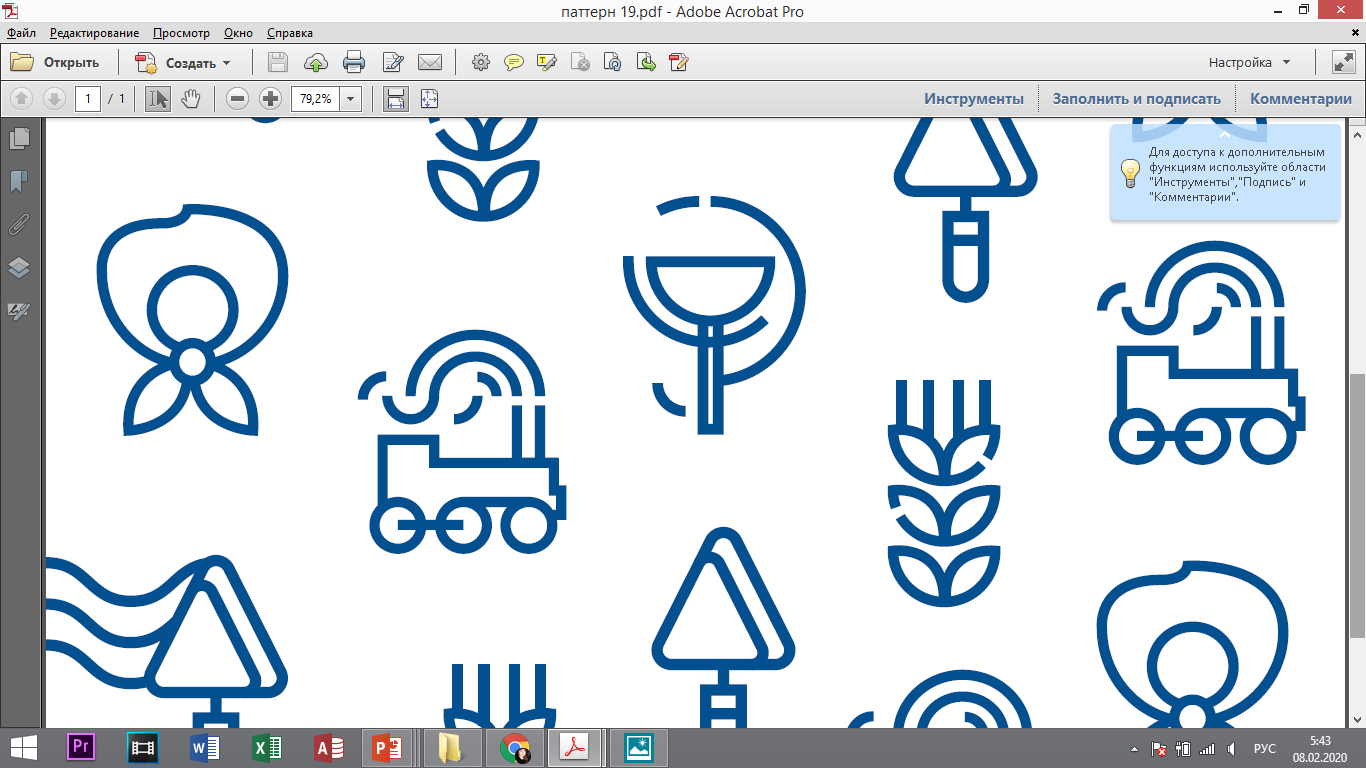 паттерн 19.pdf - Adobe Acrobat Pro
Файл Редактирование Просмотр Окно Справка
Открыть Создать Настройка
1 / 1 79,2% Инструменты Заполнить и подписать Комментарии
Для доступа к дополнительным
функциям используйте области
"Инструменты","Подпись" и
"Комментарии".
Pr W X A P РУС
5:43
08.02.2020